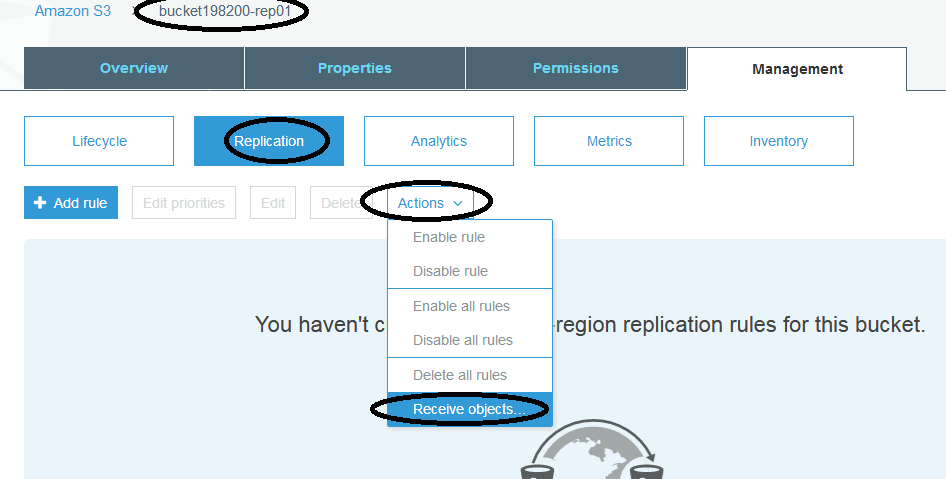 Amazon S3 > bucket198200-rep01
Overview Properties Permissions Management
Lifecycle Replication Analytics Metrics Inventory
+ Add rule Edit priorities Edit Delete Actions
Enable rule
Disable rule
Enable all rules
You haven't -region replication rules for this bucket.
Disable all rules
Delete all rules
Receive objects...